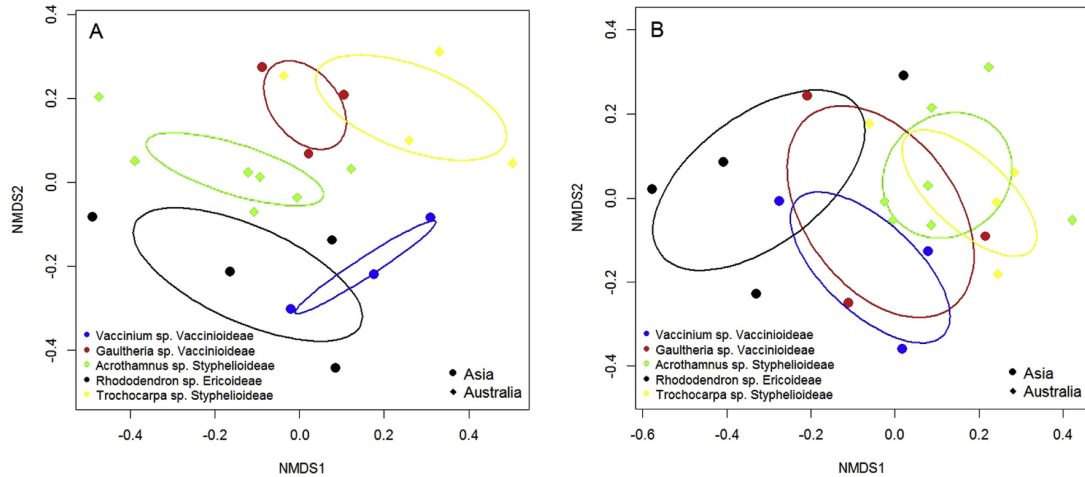 A
NMDS2
0.4
0.2
0.0
-0.2
-0.4
Vaccinium sp. Vaccinioideae
Gaultheria sp. Vaccinioideae
Acrothamnus sp. Styphelioideae
Rhododendron sp. Ericoideae
Trochocarpa sp. Styphelioideae
Asia
Australia
-0.4 -0.2 0.0 0.2 0.4
NMDS1
B
NMDS2
0.4
0.2
0.0
-0.2
-0.4
Vaccinium sp. Vaccinioideae
Gaultheria sp. Vaccinioideae
Acrothamnus sp. Styphelioideae
Rhododendron sp. Ericoideae
Trochocarpa sp. Styphelioideae
Asia
Australia
-0.6 -0.4 -0.2 0.0 0.2 0.4
NMDS1